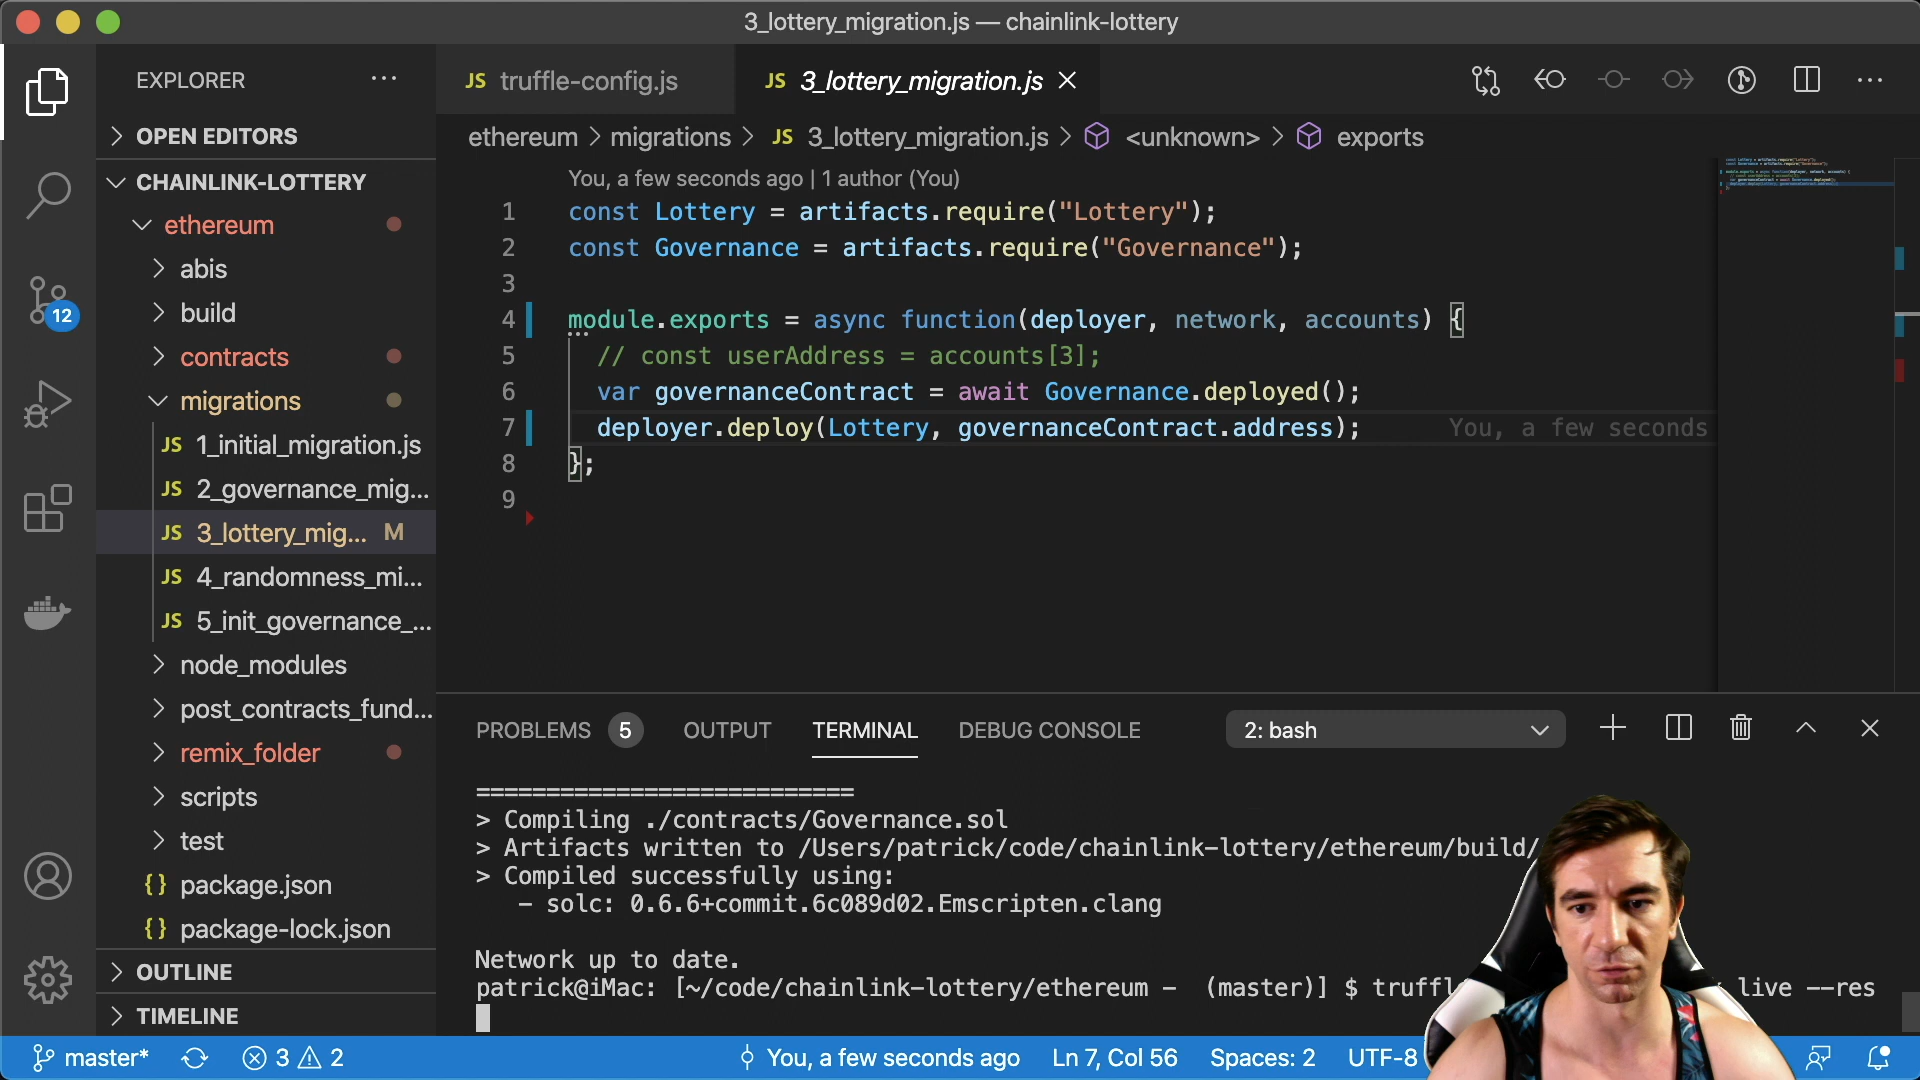 3_lottery_migration.js — chainlink-lottery
EXPLORER
JS truffle-config.js
JS 3_lottery_migration.js
OPEN EDITORS
CHAINLINK-LOTTERY
ethereum
abis
build
contracts
migrations
JS 1_initial_migration.js
JS 2_governance_mig...
JS 3_lottery_mig... M
JS 4_randomness_mi...
JS 5_init_governance_...
node_modules
post_contracts_fund...
remix_folder
scripts
test
{} package.json
{} package-lock.json
OUTLINE
TIMELINE
12
ethereum > migrations > JS 3_lottery_migration.js > <unknown> > exports
You, a few seconds ago | 1 author (You)
1 const Lottery = artifacts.require("Lottery");
2 const Governance = artifacts.require("Governance");
3
4 module.exports = async function(deployer, network, accounts) {
5 // const userAddress = accounts[3];
6 var governanceContract = await Governance.deployed();
7 deployer.deploy(Lottery, governanceContract.address); You, a few seconds
8 };
9
PROBLEMS 5 OUTPUT TERMINAL DEBUG CONSOLE 2: bash
===========================
> Compiling ./contracts/Governance.sol
> Artifacts written to /Users/patrick/code/chainlink-lottery/ethereum/build/
> Compiled successfully using:
- solc: 0.6.6+commit.6c089d02.Emscripten.clang
Network up to date.
patrick@iMac: [~/code/chainlink-lottery/ethereum - (master)] $ truffl live --res
master* 3 2 You, a few seconds ago Ln 7, Col 56 Spaces: 2 UTF-8